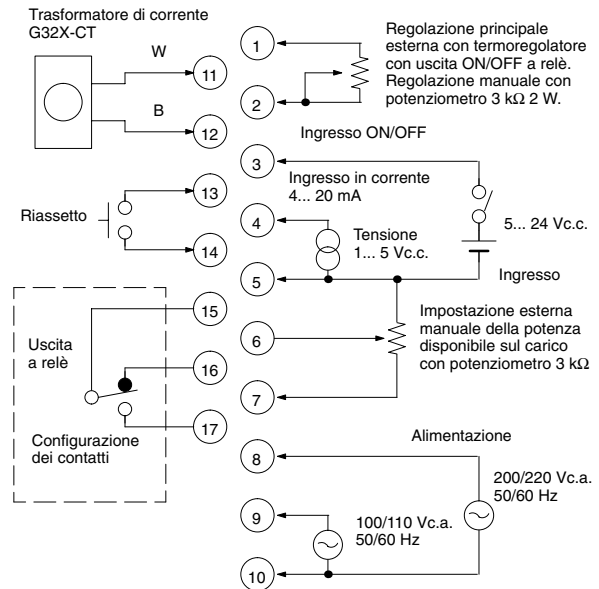 Trasformatore di corrente
G32X-CT
W
11
B
12
13
Riassetto
14
15
Uscita
a relè
16
17
Configurazione
dei contatti
1
2
Regolazione principale
esterna con termoregolatore
con uscita ON/OFF a relè.
Regolazione manuale con
potenziometro 3 kΩ 2 W.
Ingresso ON/OFF
3
Ingresso in corrente
4... 20 mA
4
Tensione
1... 5 Vc.c.
5... 24 Vc.c.
5
Ingresso
6
Impostazione esterna
manuale della potenza
disponibile sul carico
con potenziometro 3 kΩ
7
Alimentazione
8
200/220 Vc.a.
50/60 Hz
9
100/110 Vc.a.
50/60 Hz
10